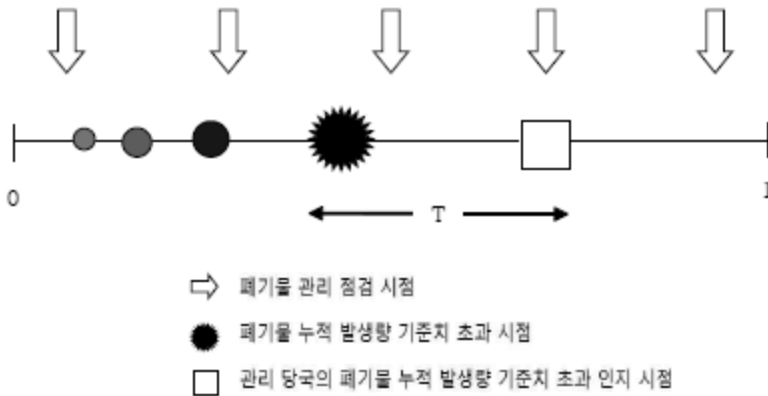 0
T
폐기물 관리 점검 시점
폐기물 누적 발생량 기준치 초과 시점
관리 당국의 폐기물 누적 발생량 기준치 초과 인지 시점